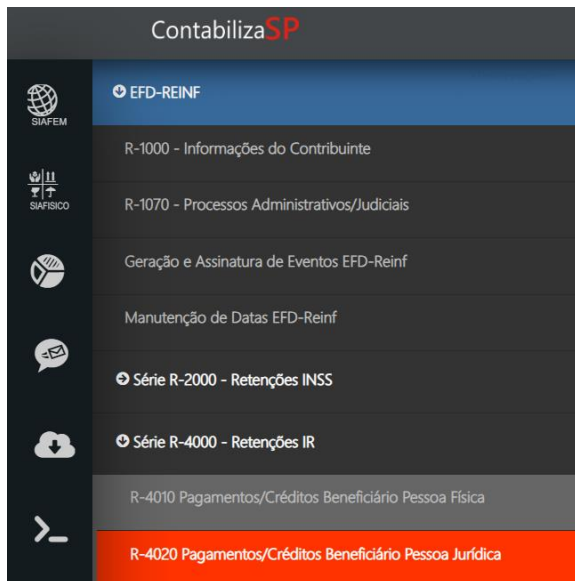 ContabilizaSP
EFD-REINF
SIAFEM
R-1000 - Informações do Contribuinte
R-1070 - Processos Administrativos/Judiciais
SIAFISICO
Geração e Assinatura de Eventos EFD-Reinf
Manutenção de Datas EFD-Reinf
Série R-2000 - Retenções INSS
Série R-4000 - Retenções IR
R-4010 Pagamentos/Créditos Beneficiário Pessoa Física
R-4020 Pagamentos/Créditos Beneficiário Pessoa Jurídica